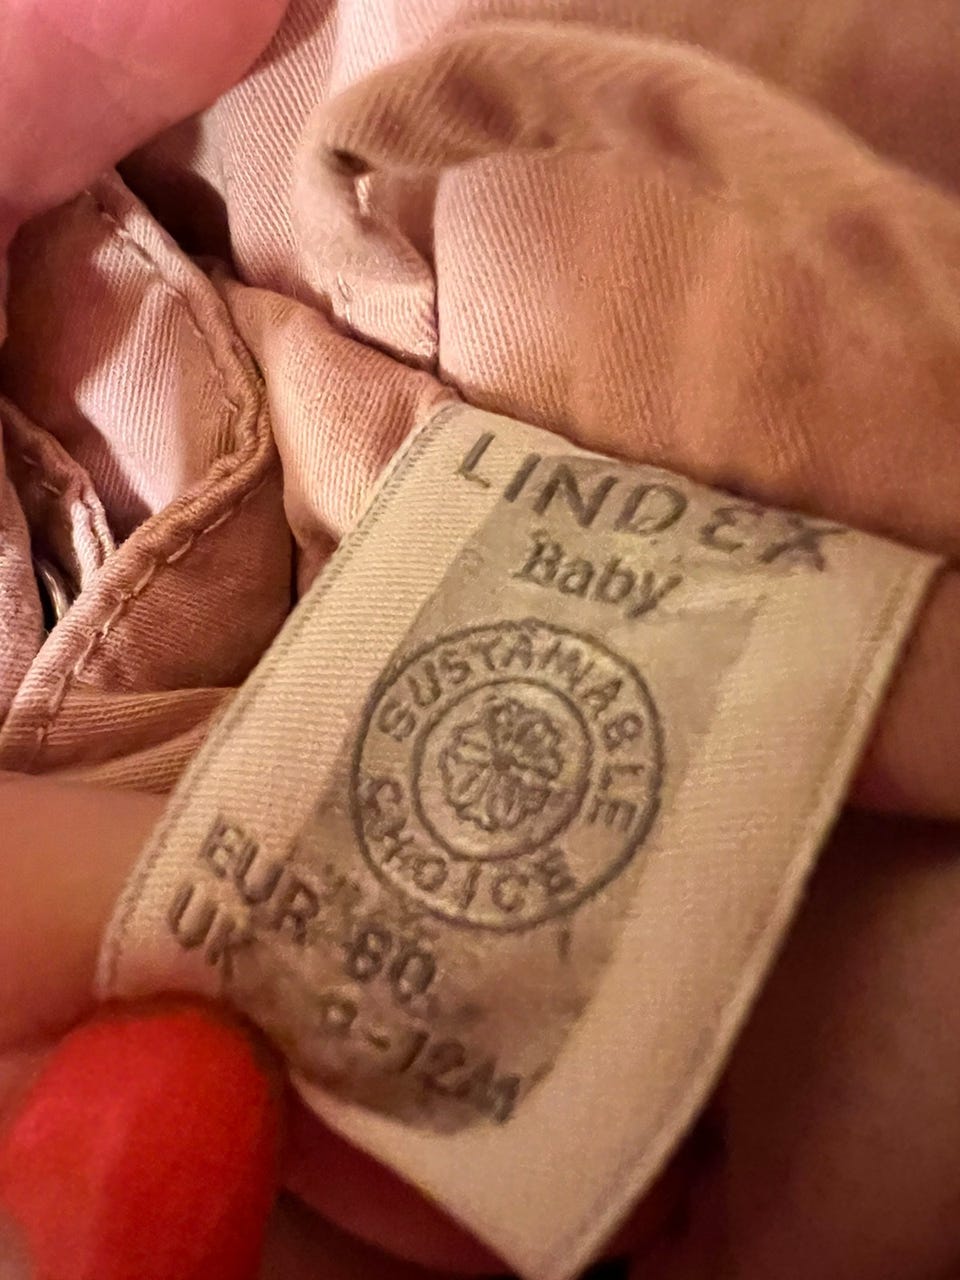 LINDEX
Baby
SUSTAINABLE
CHOICE
EUR 80
UK 9-12M